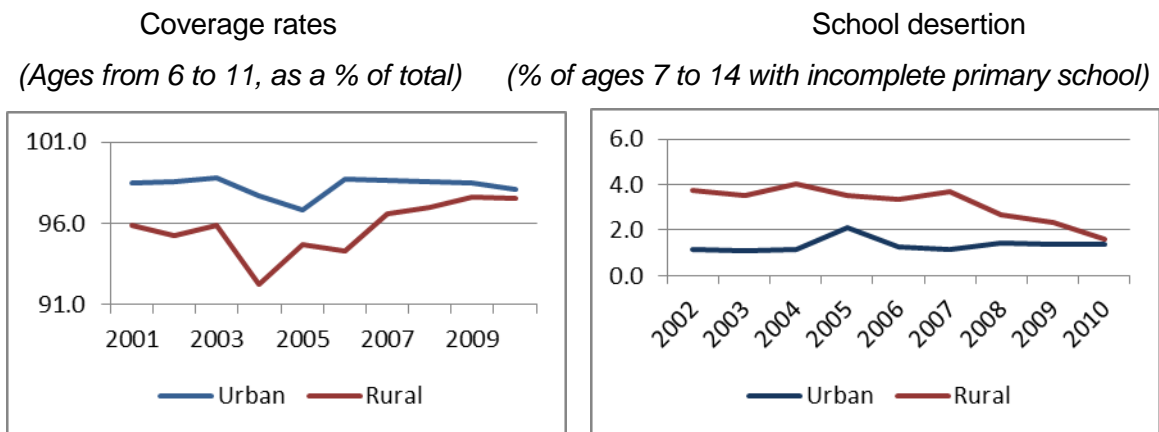 Coverage rates
(Ages from 6 to 11, as a % of total)
101.0
96.0
91.0
2001 2003 2005 2007 2009
Urban Rural
School desertion
(% of ages 7 to 14 with incomplete primary school)
6.0
4.0
2.0
0.0
2002 2003 2004 2005 2006 2007 2008 2009 2010
Urban Rural